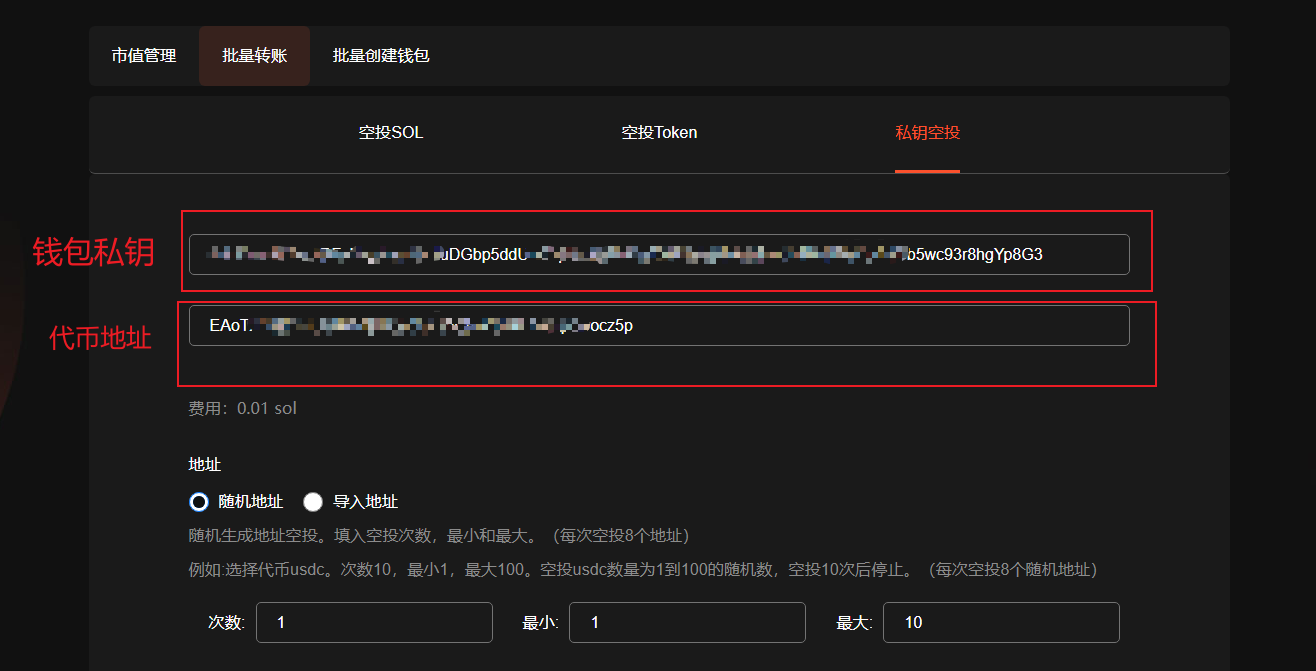 市值管理 批量转账 批量创建钱包
空投SOL 空投Token 私钥空投
钱包私钥
uDGbp5ddU b5wc93r8hgYp8G3
代币地址
EAoT. ocz5p
费用：0.01 sol
地址
随机地址 导入地址
随机生成地址空投。填入空投次数，最小和最大。（每次空投8个地址）
例如:选择代币usdc。次数10，最小1，最大100。空投usdc数量为1到100的随机数，空投10次后停止。（每次空投8个随机地址）
次数: 1 最小: 1 最大: 10